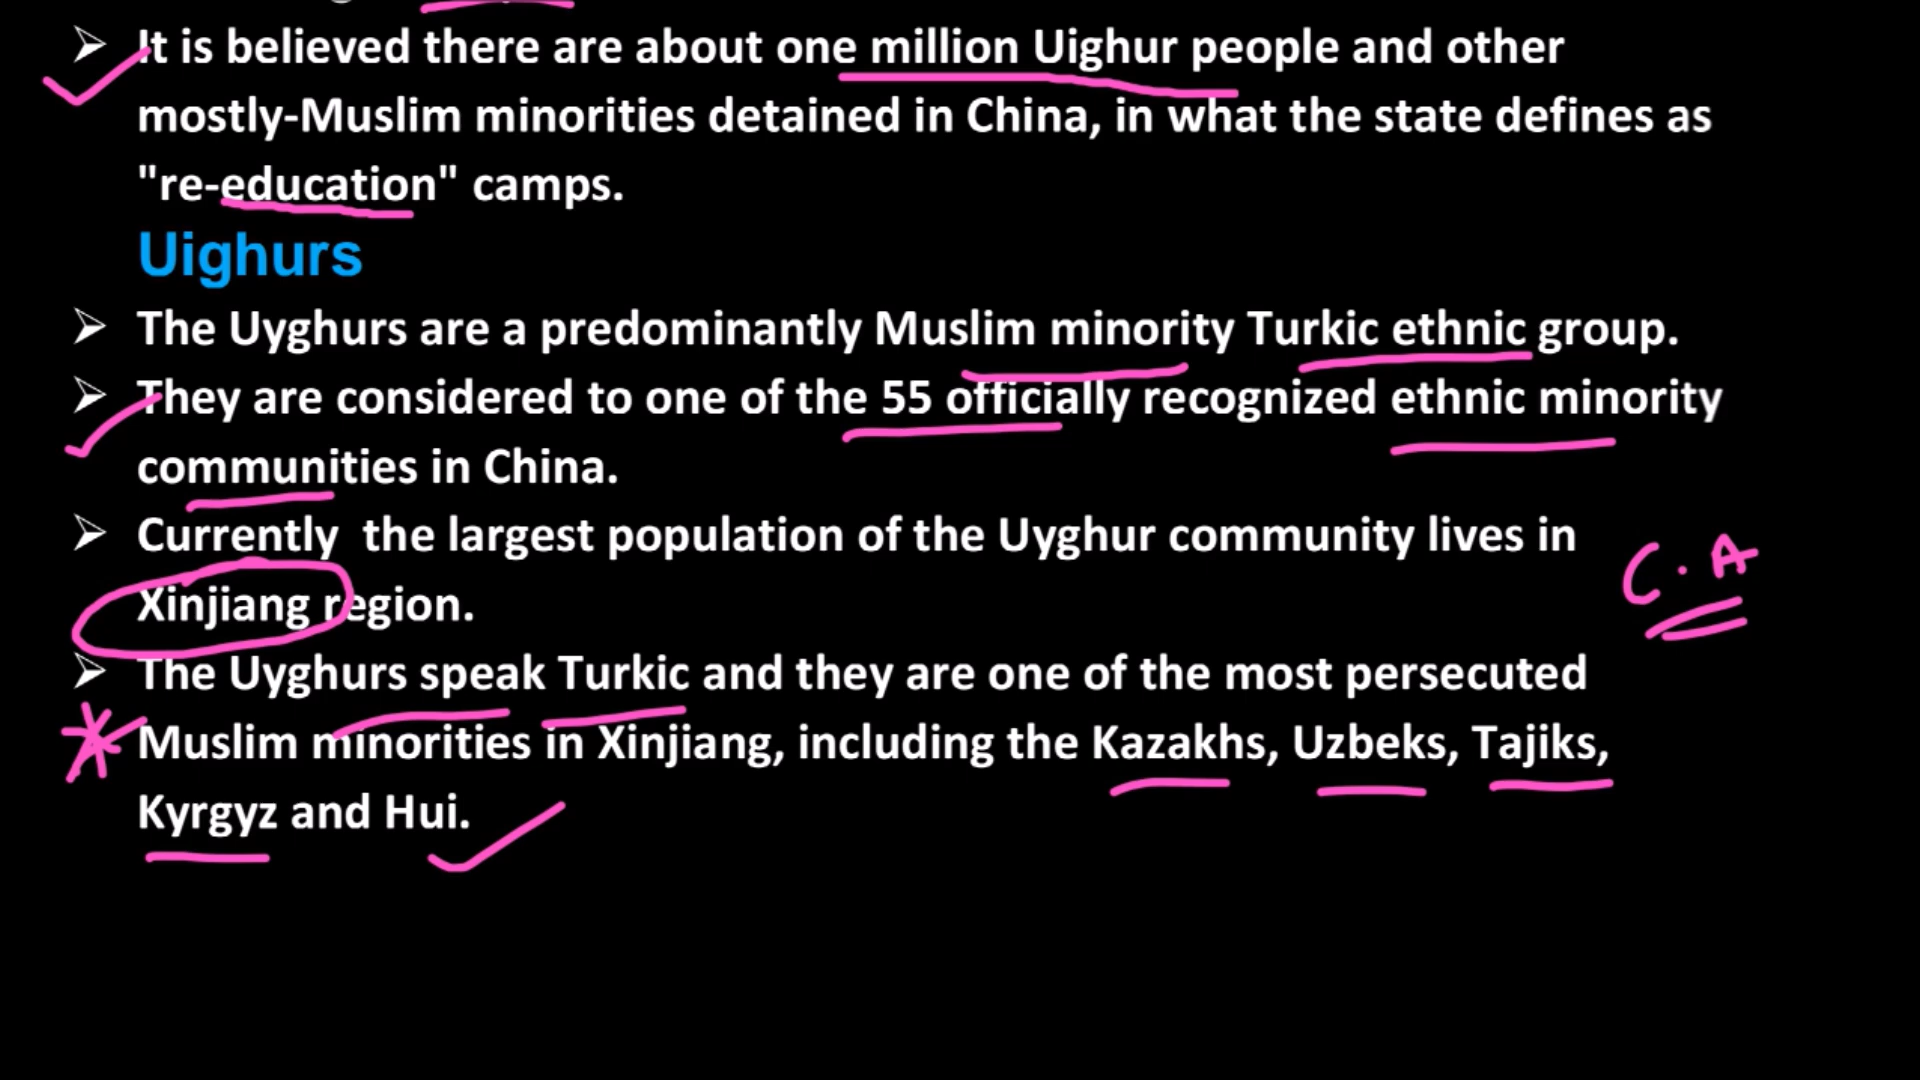 It is believed there are about one million Uighur people and other
mostly-Muslim minorities detained in China, in what the state defines as
"re-education" camps.
Uighurs
The Uyghurs are a predominantly Muslim minority Turkic ethnic group.
They are considered to one of the 55 officially recognized ethnic minority
communities in China.
Currently the largest population of the Uyghur community lives in
Xinjiang region.
C.A
The Uyghurs speak Turkic and they are one of the most persecuted
Muslim minorities in Xinjiang, including the Kazakhs, Uzbeks, Tajiks,
Kyrgyz and Hui.